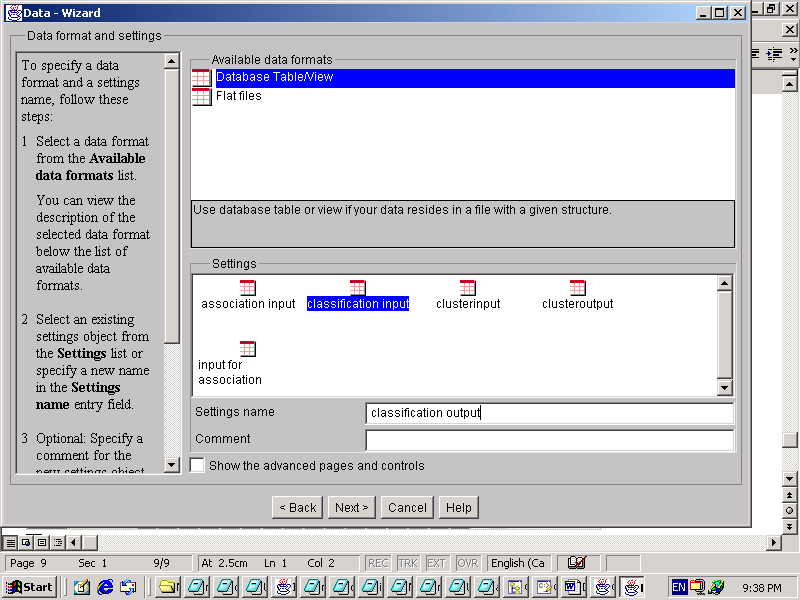 Data - Wizard
Data format and settings
To specify a data
format and a settings
name, follow these
steps:
1 Select a data format
from the Available
data formats list.
You can view the
description of the
selected data format
below the list of
available data
formats.
2 Select an existing
settings object from
the Settings list or
specify a new name
in the Settings
name entry field.
3 Optional: Specify a
comment for the
new settings object
Available data formats
Database Table/View
Flat files
Use database table or view if your data resides in a file with a given structure.
Settings
association input
classification input
clusterinput
clusteroutput
input for
association
Settings name
classification output
Comment
Show the advanced pages and controls
< Back
Next >
Cancel
Help
Page 9 Sec 1 9/9 At 2.5cm Ln 1 Col 2 REC TRK EXT OVR English (Ca
Start
EN
9:38 PM